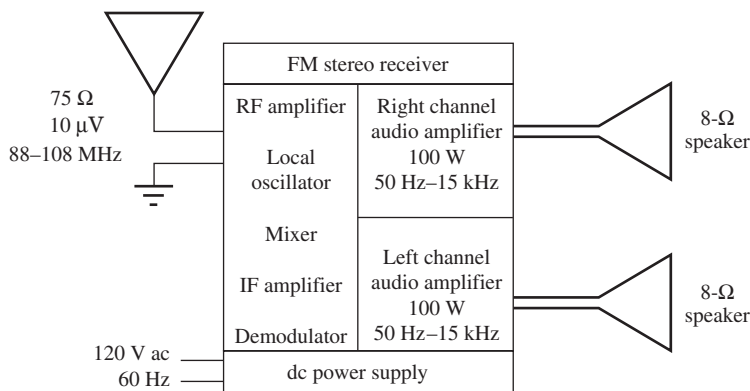 FM stereo receiver
75 Ω
10 μV
88–108 MHz
RF amplifier
Local
oscillator
Mixer
IF amplifier
Demodulator
Right channel
audio amplifier
100 W
50 Hz–15 kHz
8-Ω
speaker
Left channel
audio amplifier
100 W
50 Hz–15 kHz
8-Ω
speaker
120 V ac
60 Hz
dc power supply